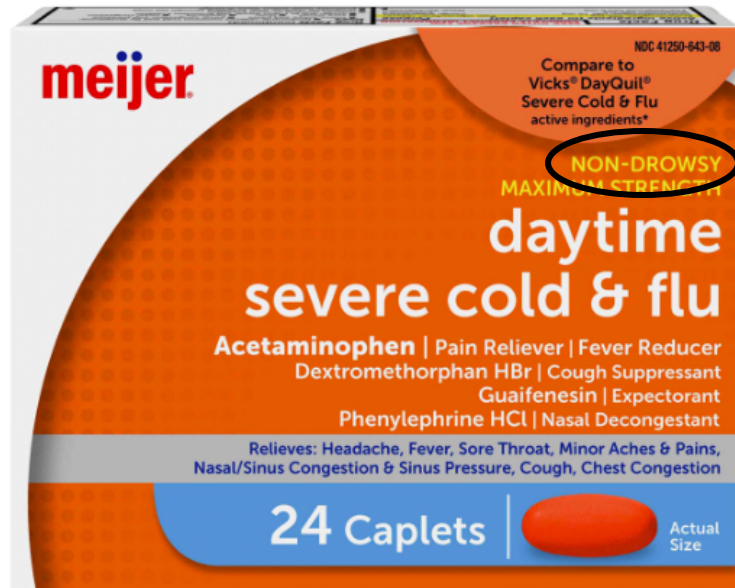 meijer
NDC 41250-643-08
Compare to
Vicks® DayQuil®
Severe Cold & Flu
active ingredients*
NON-DROWSY
MAXIMUM STRENGTH
daytime
severe cold & flu
Acetaminophen | Pain Reliever | Fever Reducer
Dextromethorphan HBr | Cough Suppressant
Guaifenesin | Expectorant
Phenylephrine HCl | Nasal Decongestant
Relieves: Headache, Fever, Sore Throat, Minor Aches & Pains,
Nasal/Sinus Congestion & Sinus Pressure, Cough, Chest Congestion
24 Caplets
Actual
Size